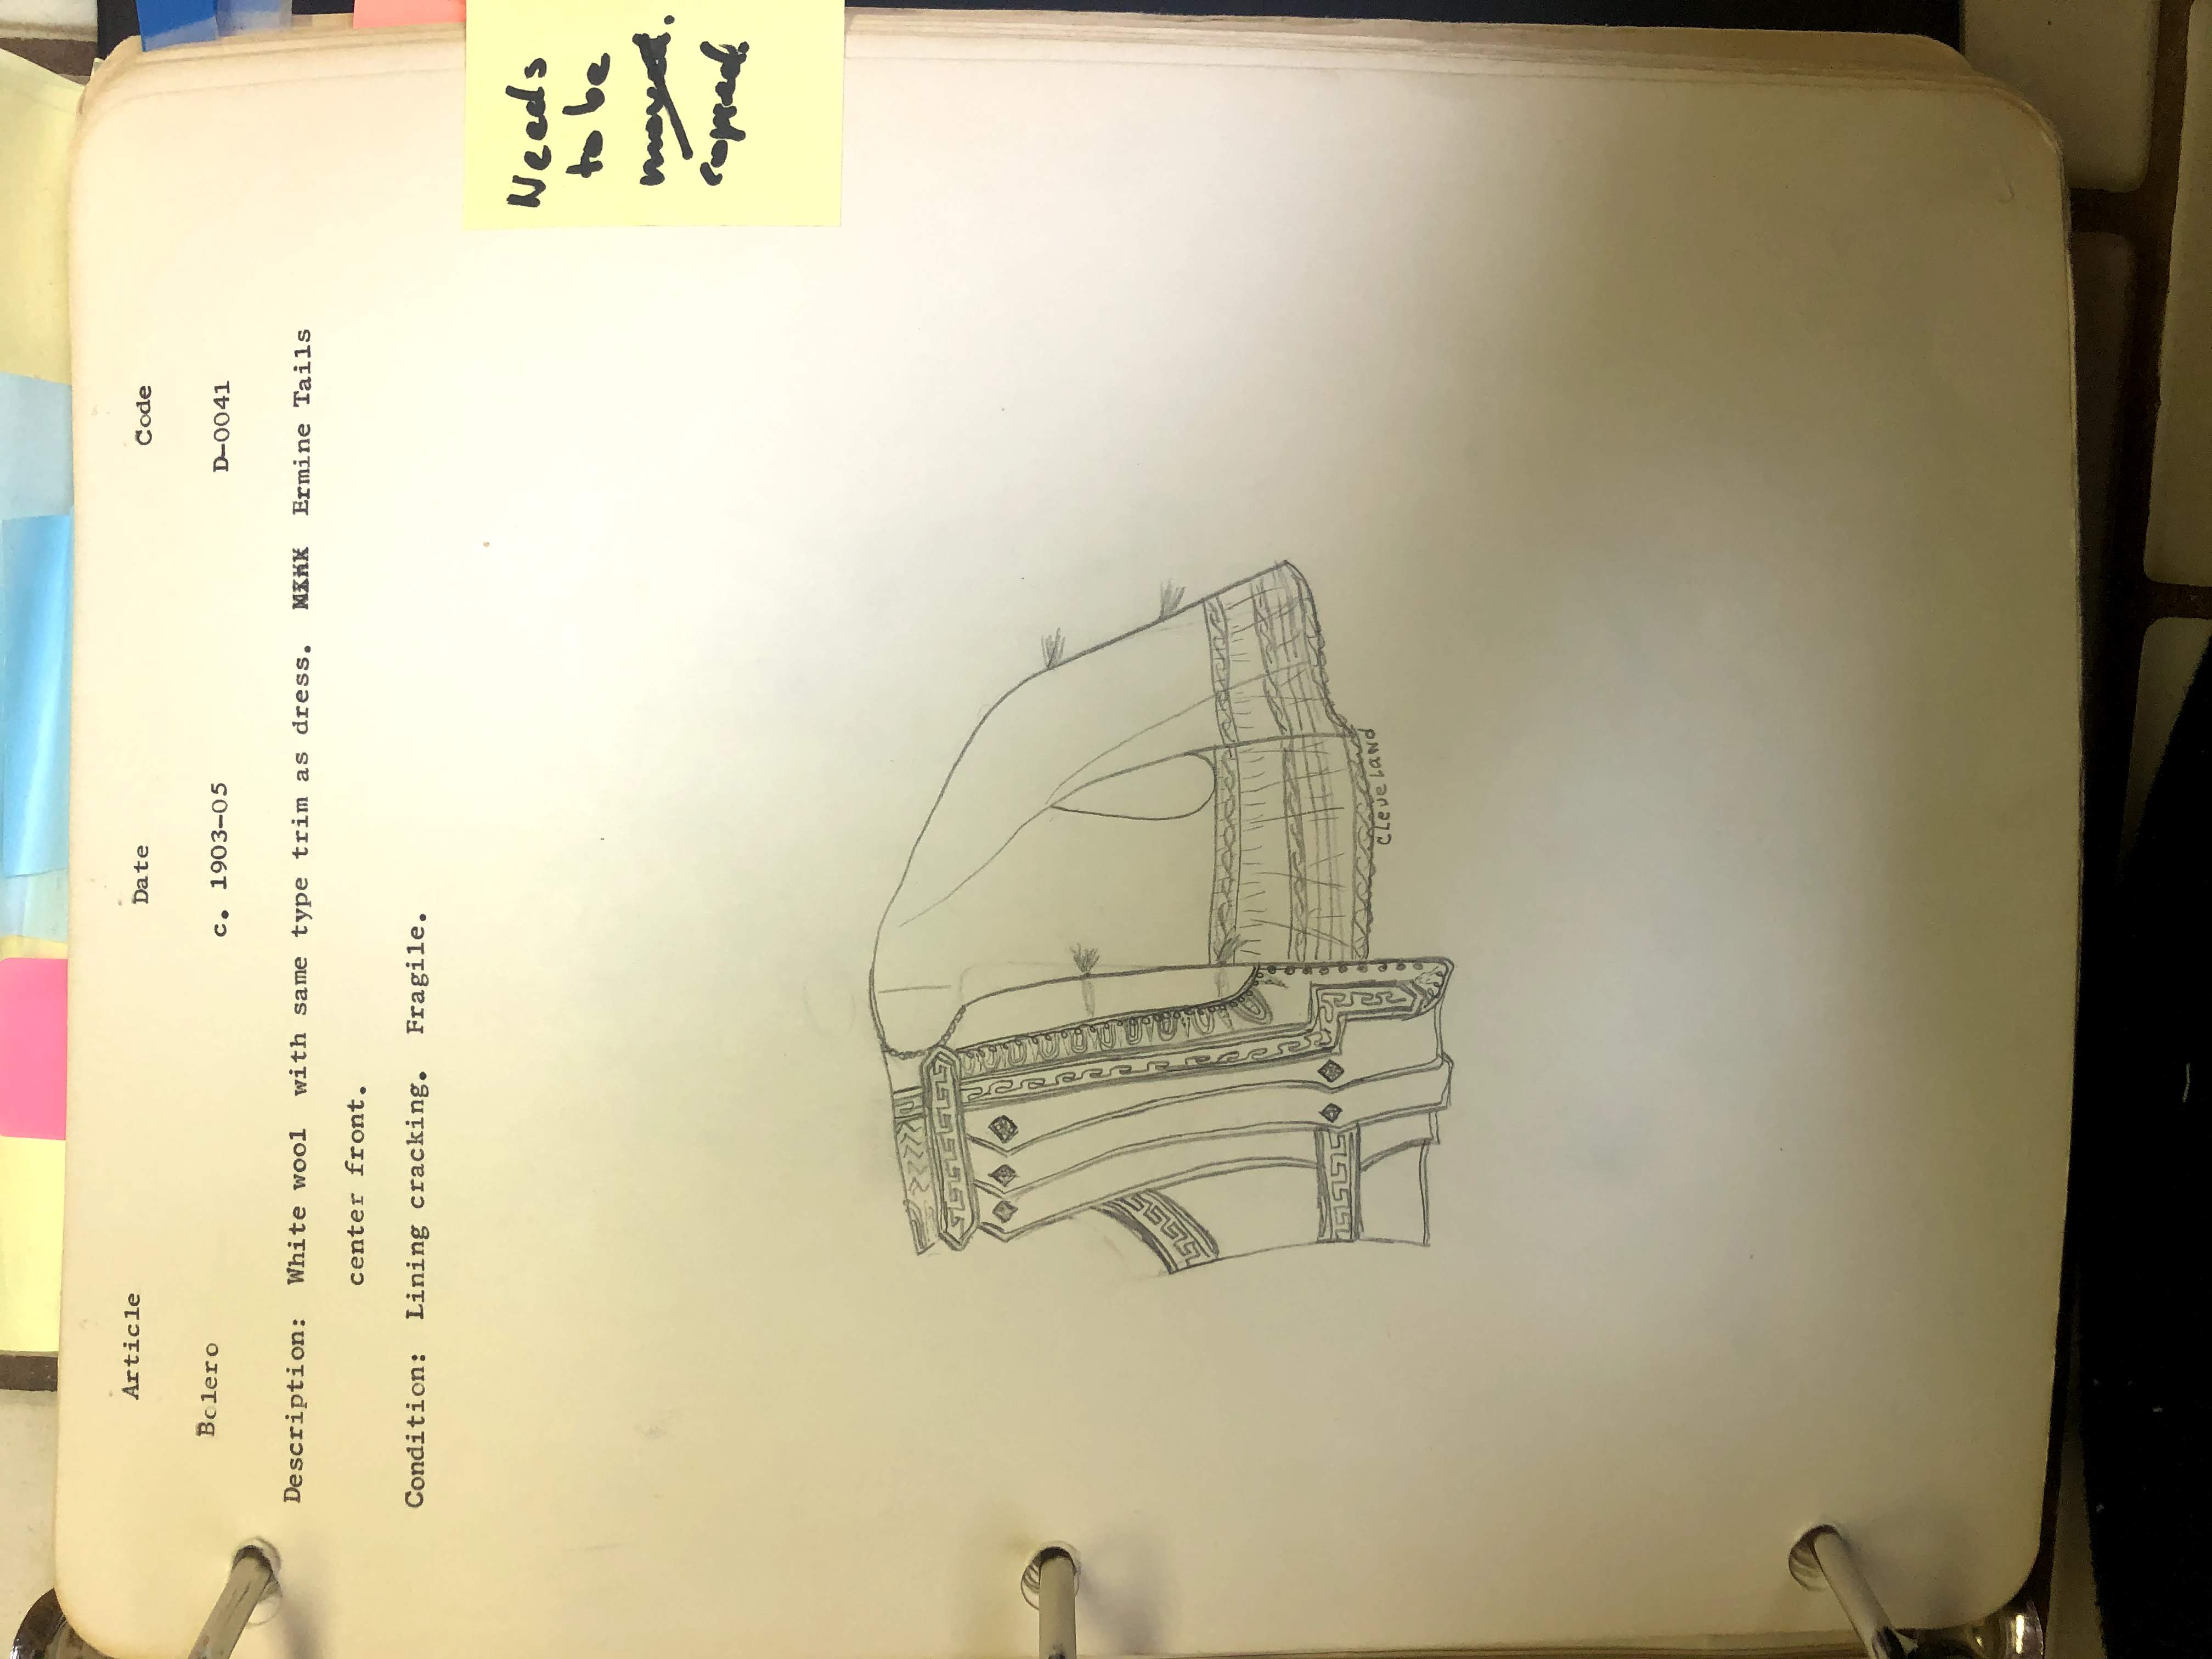 Article Date Code
Bolero c. 1903-05 D-0041
Description: White wool with same type trim as dress. Ermine Tails
center front.
Condition: Lining cracking. Fragile.
Needs
to be
moved.
copied.
Cleveland